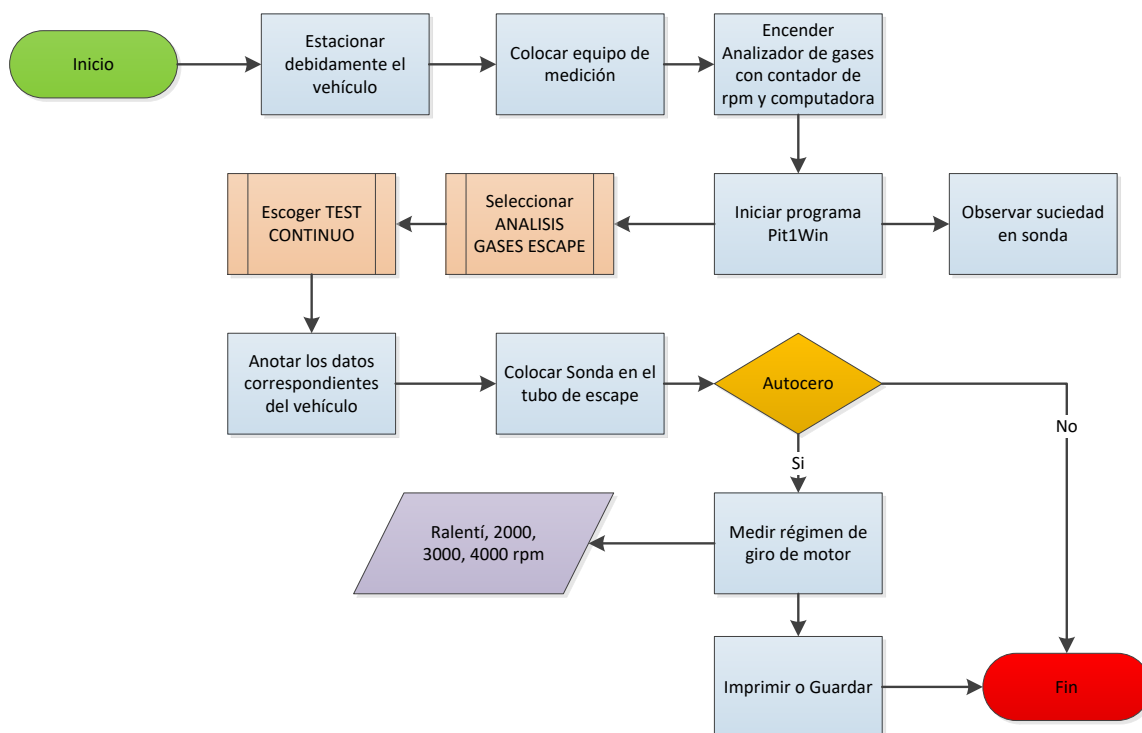 Inicio
Estacionar
debidamente el
vehículo
Colocar equipo de
medición
Encender
Analizador de gases
con contador de
rpm y computadora
Escoger TEST
CONTINUO
Seleccionar
ANALISIS
GASES ESCAPE
Iniciar programa
Pit1Win
Observar suciedad
en sonda
Anotar los datos
correspondientes
del vehículo
Colocar Sonda en el
tubo de escape
Autocero
No
Si
Ralentí, 2000,
3000, 4000 rpm
Medir régimen de
giro de motor
Imprimir o Guardar
Fin